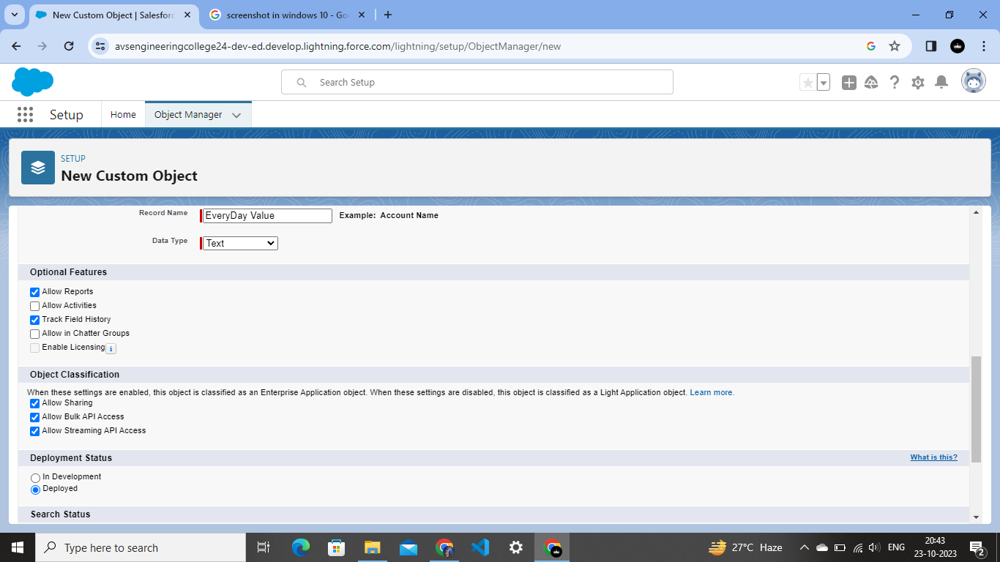 New Custom Object | Salesforc
screenshot in windows 10 - Goo
avsengineeringcollege24-dev-ed.develop.lightning.force.com/lightning/setup/ObjectManager/new
Search Setup
Setup
Home
Object Manager
SETUP
New Custom Object
Record Name
EveryDay Value
Example: Account Name
Data Type
Text
Optional Features
Allow Reports
Allow Activities
Track Field History
Allow in Chatter Groups
Enable Licensing i
Object Classification
When these settings are enabled, this object is classified as an Enterprise Application object. When these settings are disabled, this object is classified as a Light Application object. Learn more.
Allow Sharing
Allow Bulk API Access
Allow Streaming API Access
Deployment Status
What is this?
In Development
Deployed
Search Status
Type here to search
27°C Haze
ENG
20:43
23-10-2023
2